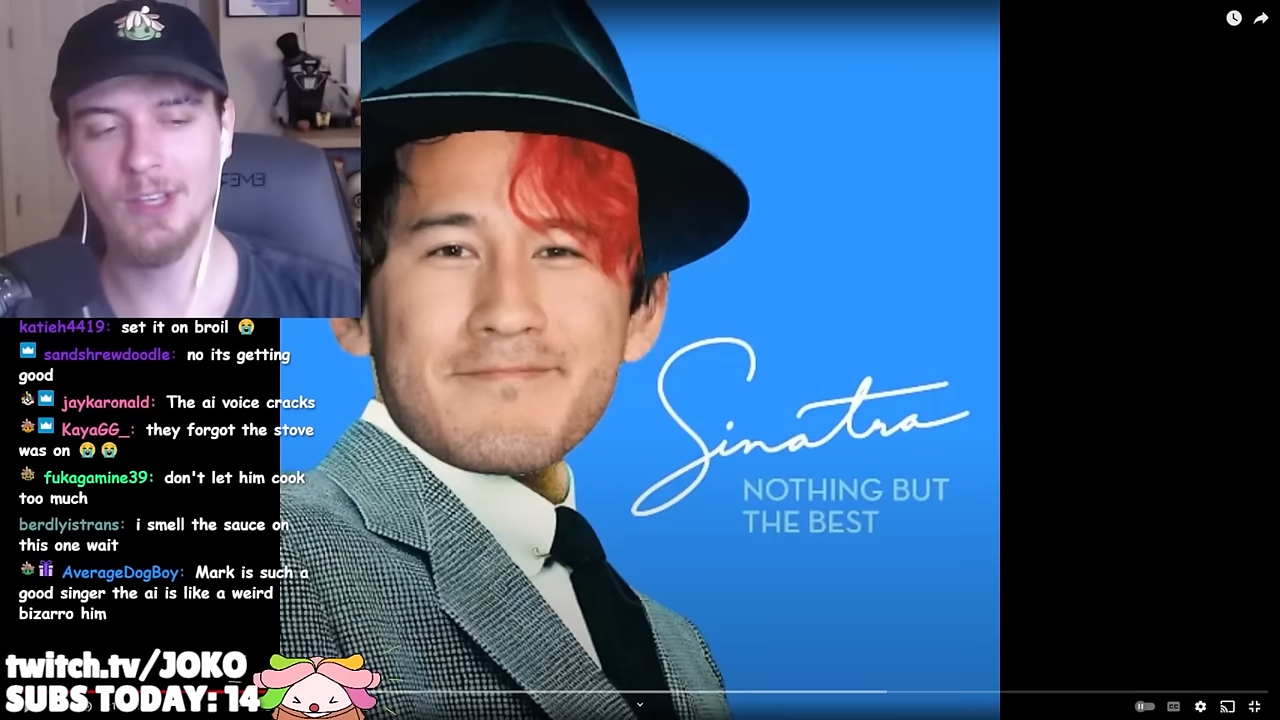 katieh4419: set it on broil 😭
sandshrewdoodle: no its getting
good
jaykaronald: The ai voice cracks
KayaGG_: they forgot the stove
was on 😭 😭
fukagamine39: don't let him cook
too much
berdlyistrans: i smell the sauce on
this one wait
AverageDogBoy: Mark is such a
good singer the ai is like a weird
bizarro him
Sinatra
NOTHING BUT
THE BEST
twitch.tv/JOKO
SUBS TODAY: 14
CC